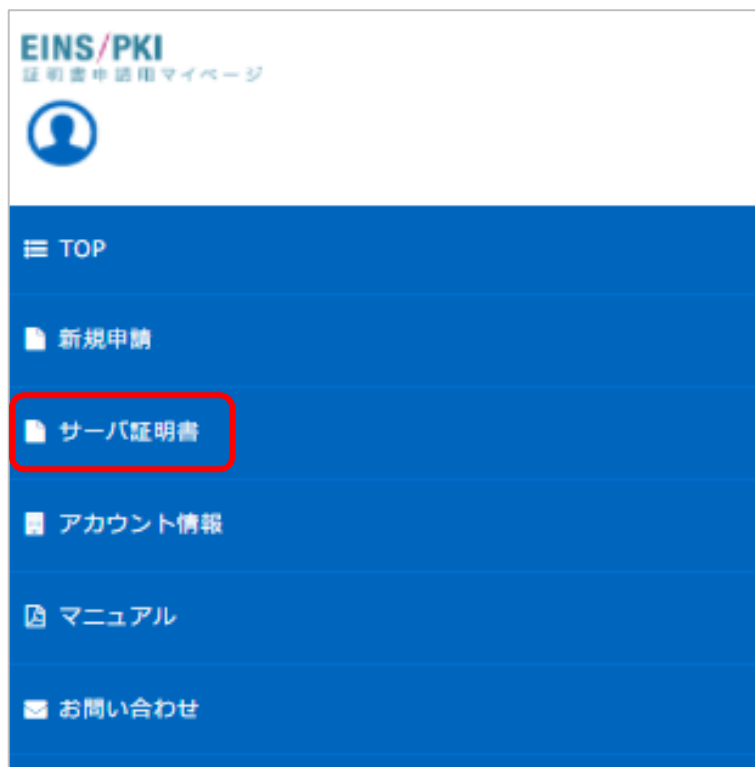 EINS/PKI
証明書申請用マイページ
TOP
新規申請
サーバ証明書
アカウント情報
マニュアル
お問い合わせ